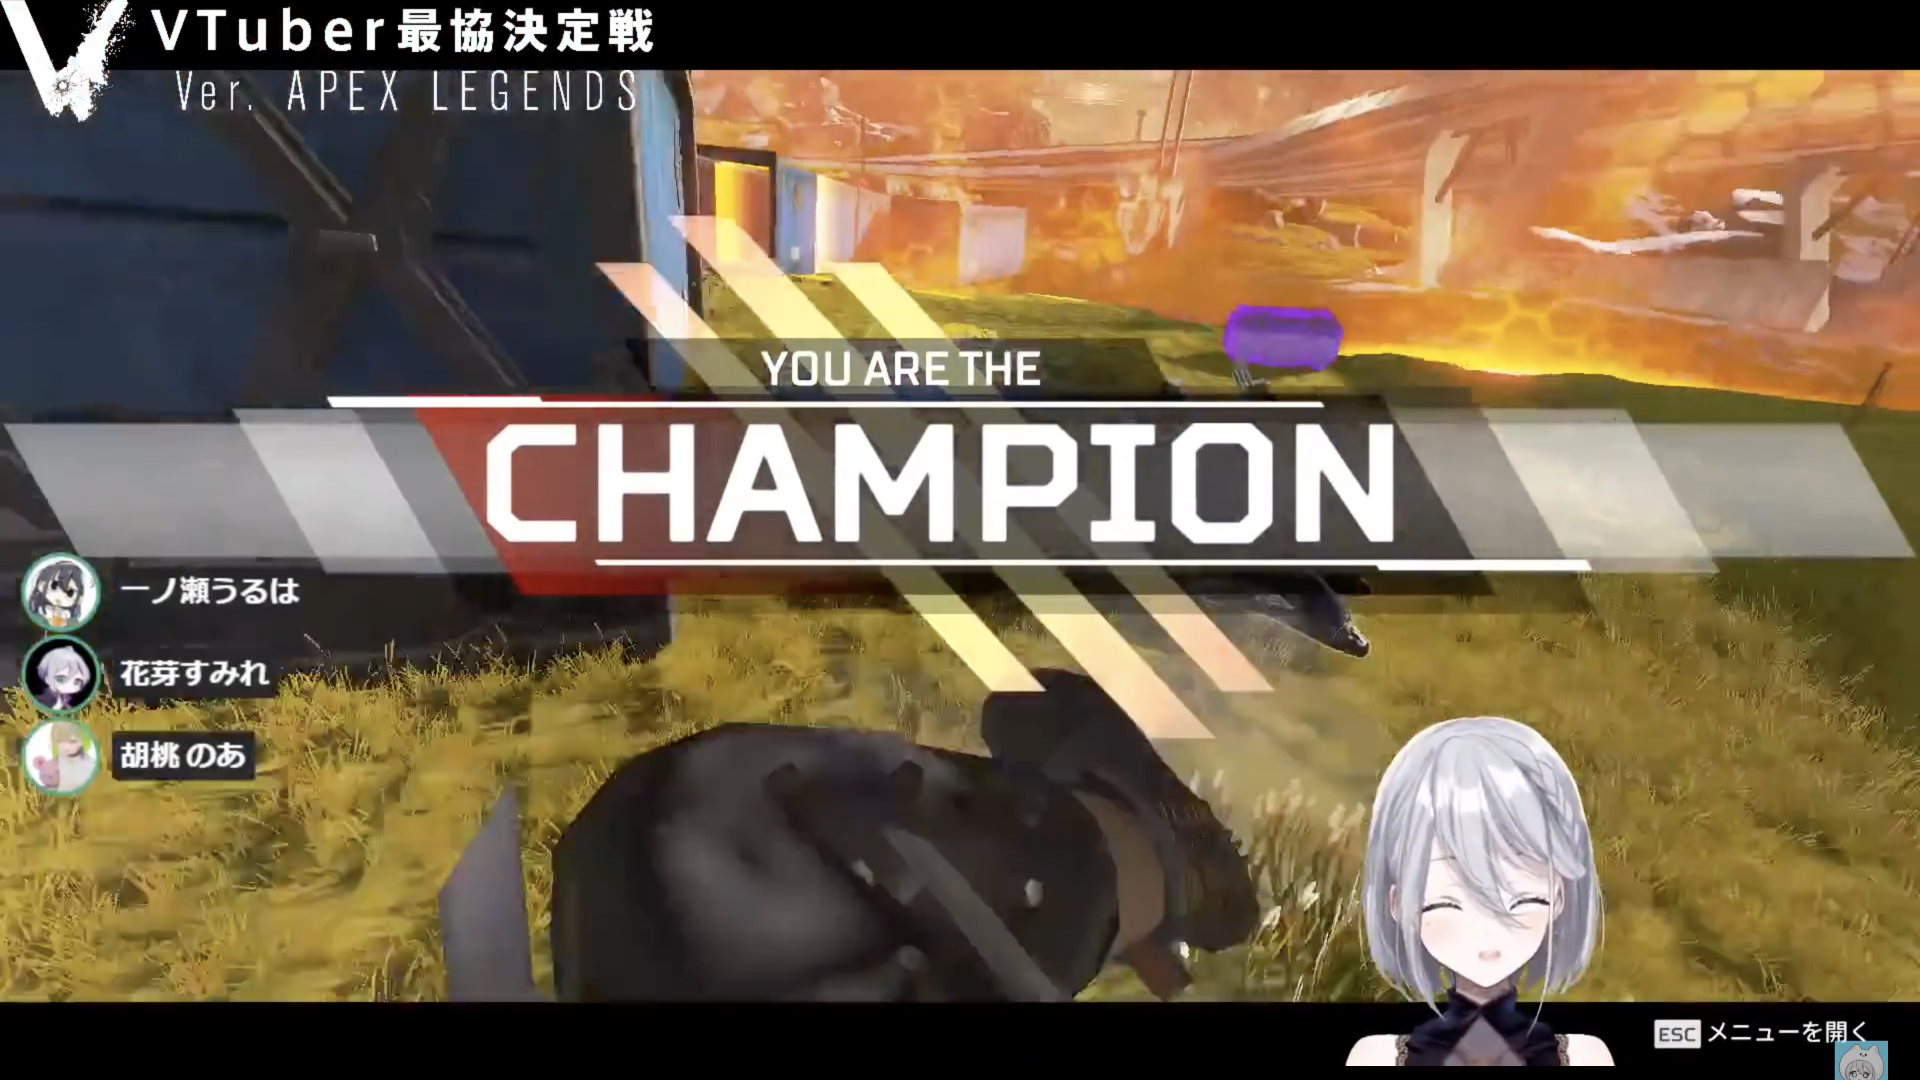 VTuber最協決定戦
Ver. APEX LEGENDS
YOU ARE THE
CHAMPION
一ノ瀬うるは
花芽すみれ
胡桃のあ
ESC メニューを開く